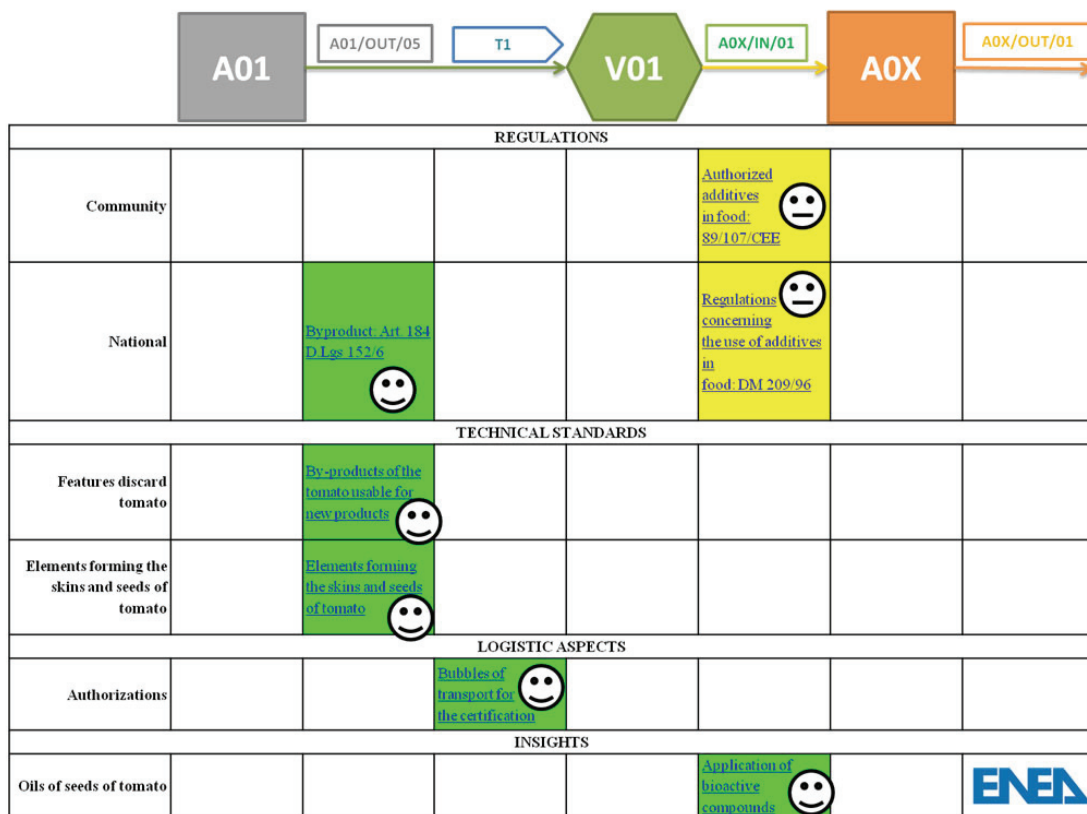 A01
A01/OUT/05
T1
V01
A0X/IN/01
A0X
A0X/OUT/01
REGULATIONS
Community
Authorized
additives
in food:
89/107/CEE
National
Byproduct: Art. 184
D.Lgs 152/6
Regulations
concerning
the use of additives
in
food: DM 209/96
TECHNICAL STANDARDS
Features discard
tomato
By-products of the
tomato usable for
new products
Elements forming the
skins and seeds of
tomato
Elements forming
the skins and seeds
of tomato
LOGISTIC ASPECTS
Authorizations
Bubbles of
transport for
the certification
INSIGHTS
Oils of seeds of tomato
Application of
bioactive
compounds
ENEA